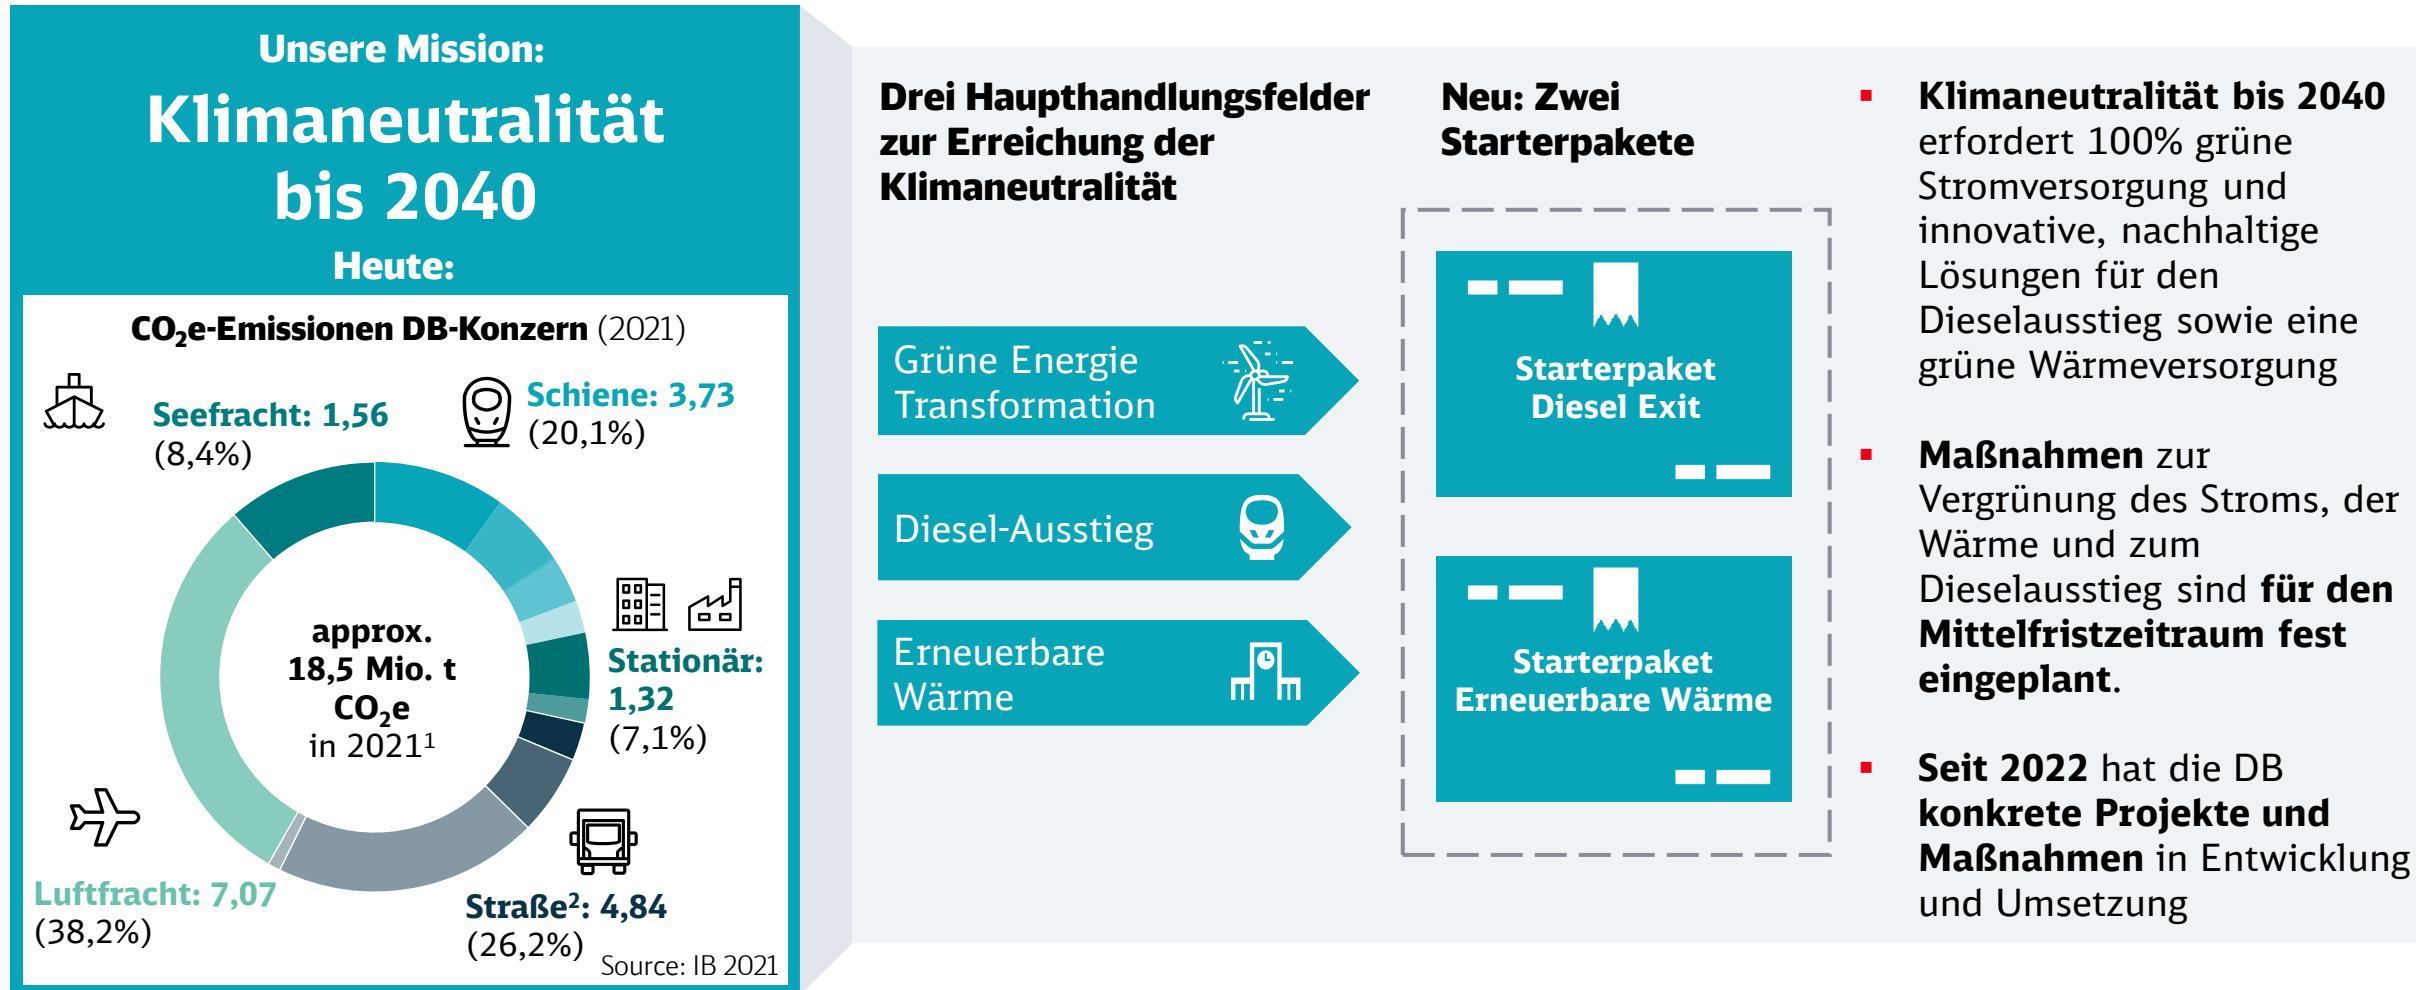 Unsere Mission:
Klimaneutralität
bis 2040
Heute:
CO₂e-Emissionen DB-Konzern (2021)
Seefracht: 1,56
(8,4%)
Schiene: 3,73
(20,1%)
Stationär:
1,32
(7,1%)
approx.
18,5 Mio. t
CO₂e
in 2021¹
Luftfracht: 7,07
(38,2%)
Straße²: 4,84
(26,2%)
Source: IB 2021
Drei Haupthandlungsfelder
zur Erreichung der
Klimaneutralität
Grüne Energie
Transformation
Diesel-Ausstieg
Erneuerbare
Wärme
Neu: Zwei
Starterpakete
Starterpaket
Diesel Exit
Starterpaket
Erneuerbare Wärme
▪ Klimaneutralität bis 2040
erfordert 100% grüne
Stromversorgung und
innovative, nachhaltige
Lösungen für den
Dieselausstieg sowie eine
grüne Wärmeversorgung
▪ Maßnahmen zur
Vergrünung des Stroms, der
Wärme und zum
Dieselausstieg sind für den
Mittelfristzeitraum fest
eingeplant.
▪ Seit 2022 hat die DB
konkrete Projekte und
Maßnahmen in Entwicklung
und Umsetzung